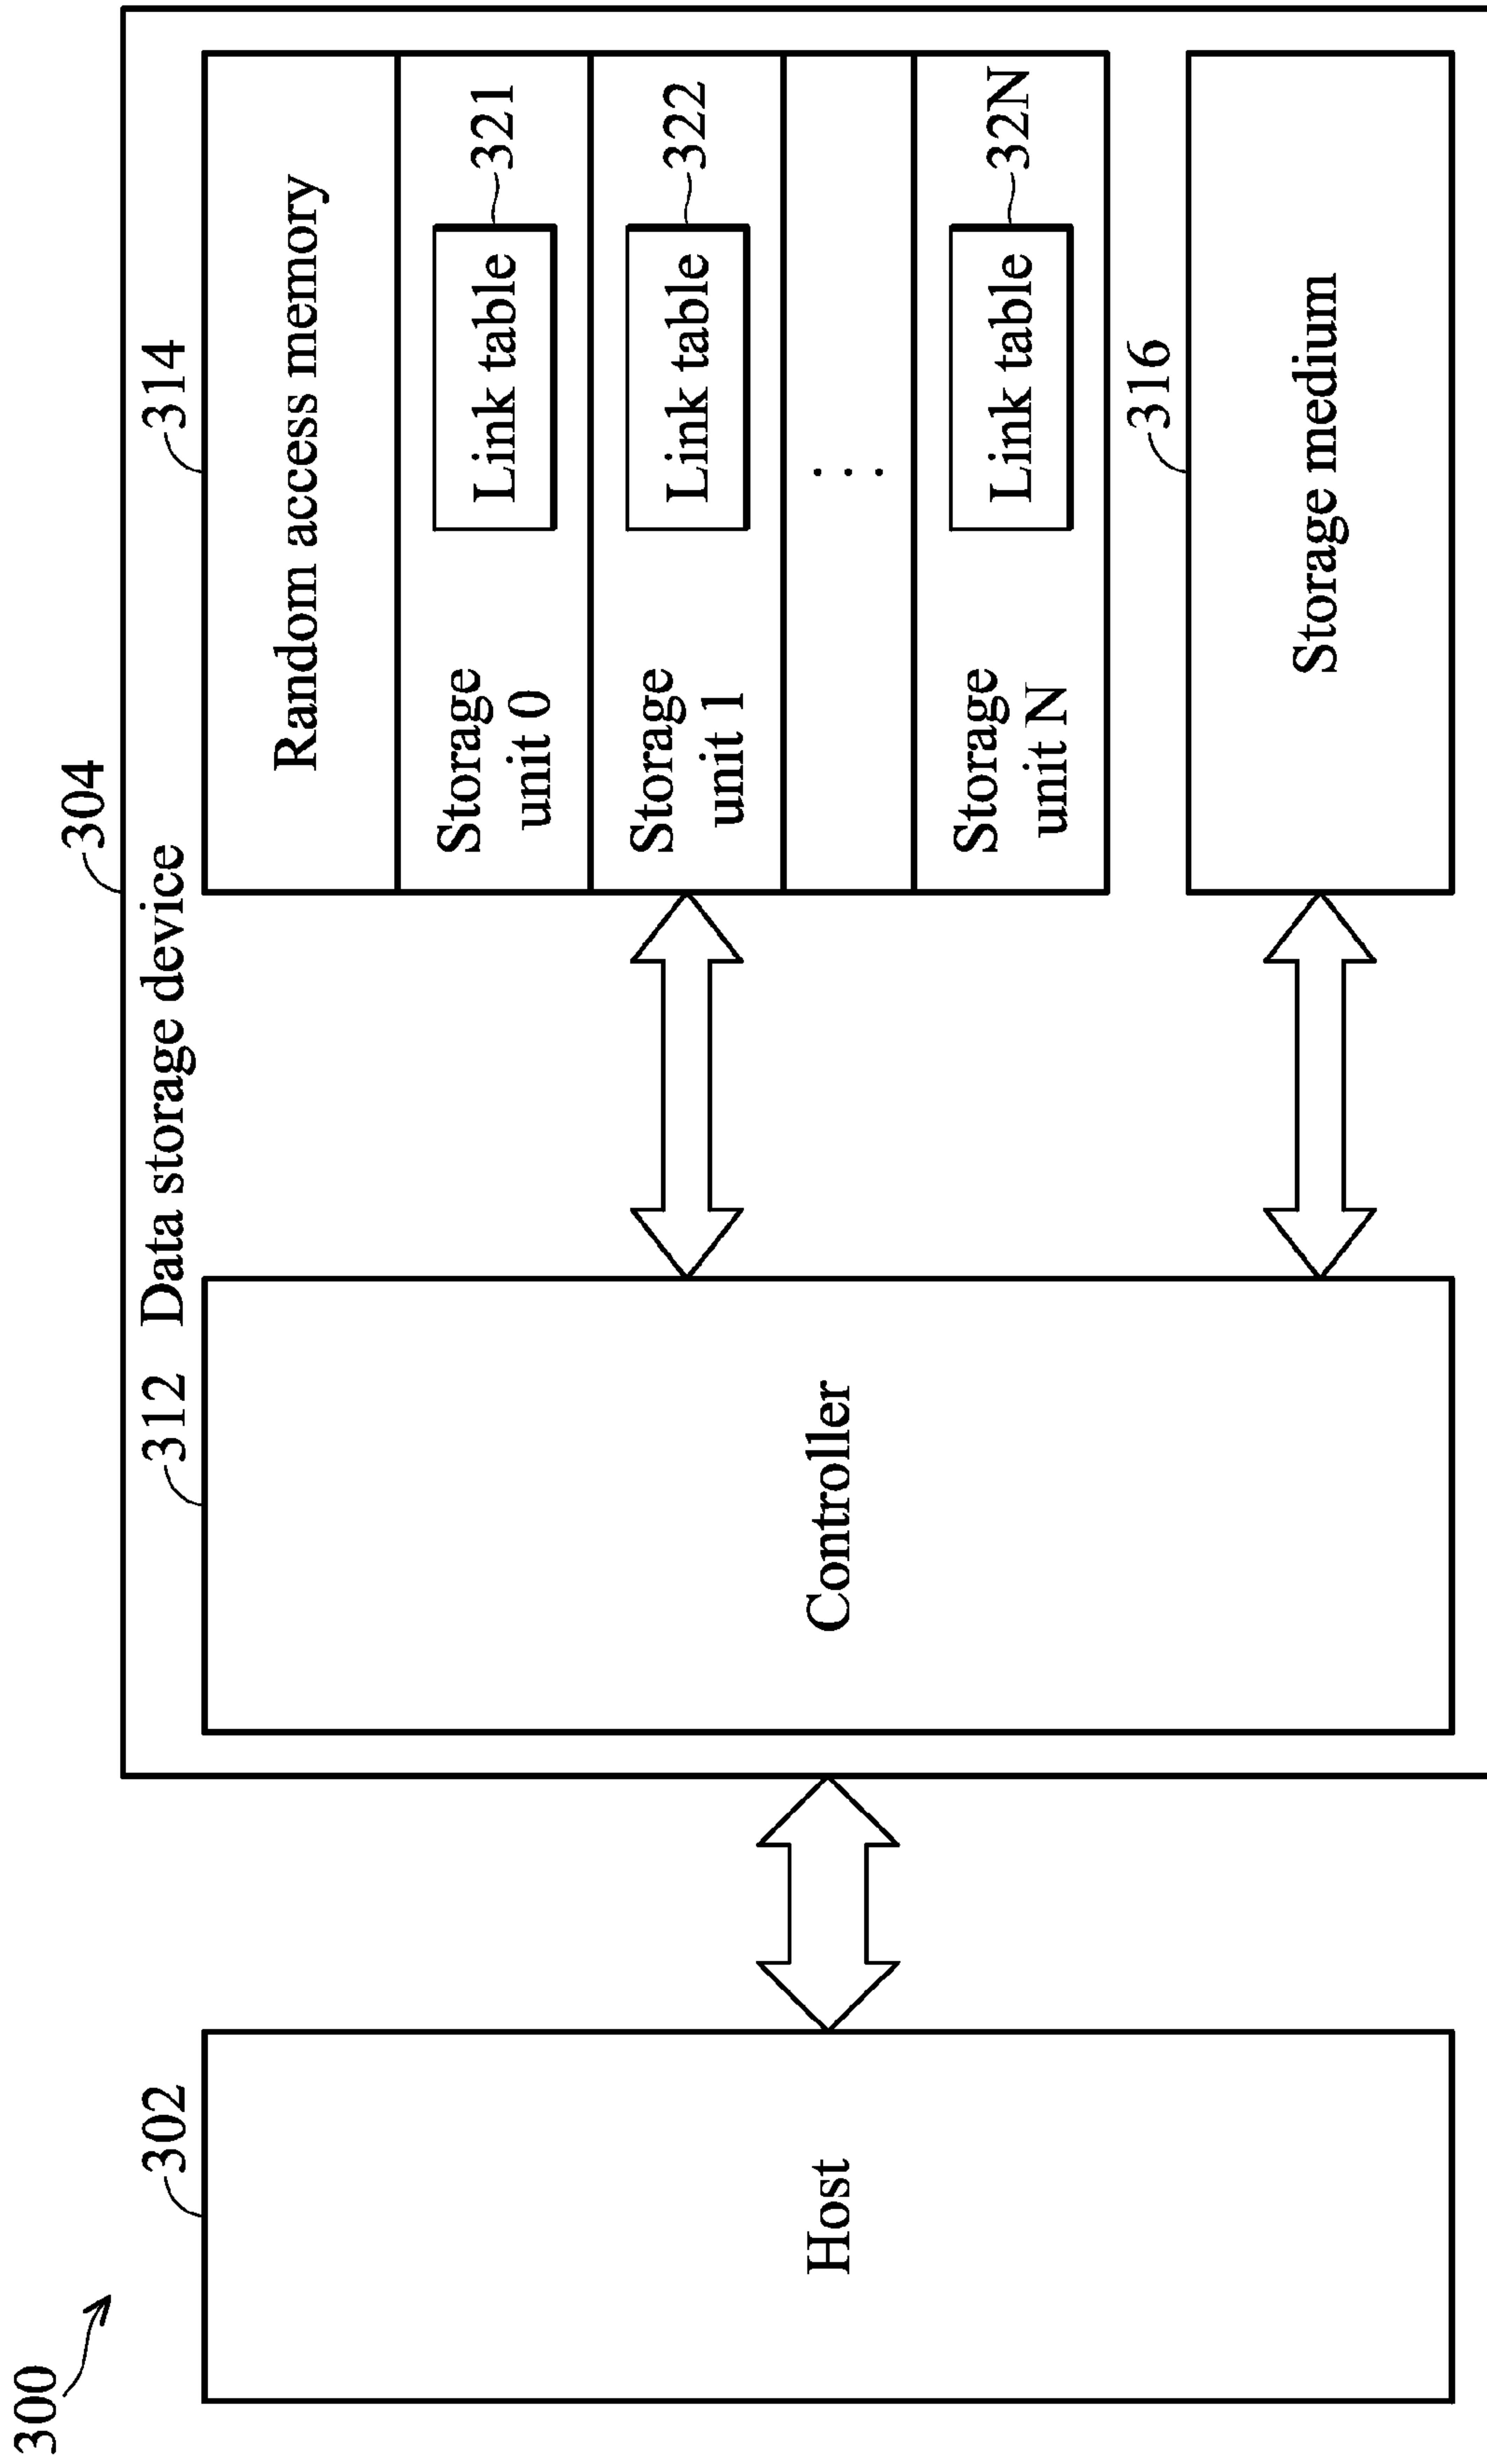 300
302
Host
304
Data storage device
312
Controller
314
Random access memory
Storage
unit 0
Link table
321
Storage
unit 1
Link table
322
⋮
Storage
unit N
Link table
32N
316
Storage medium